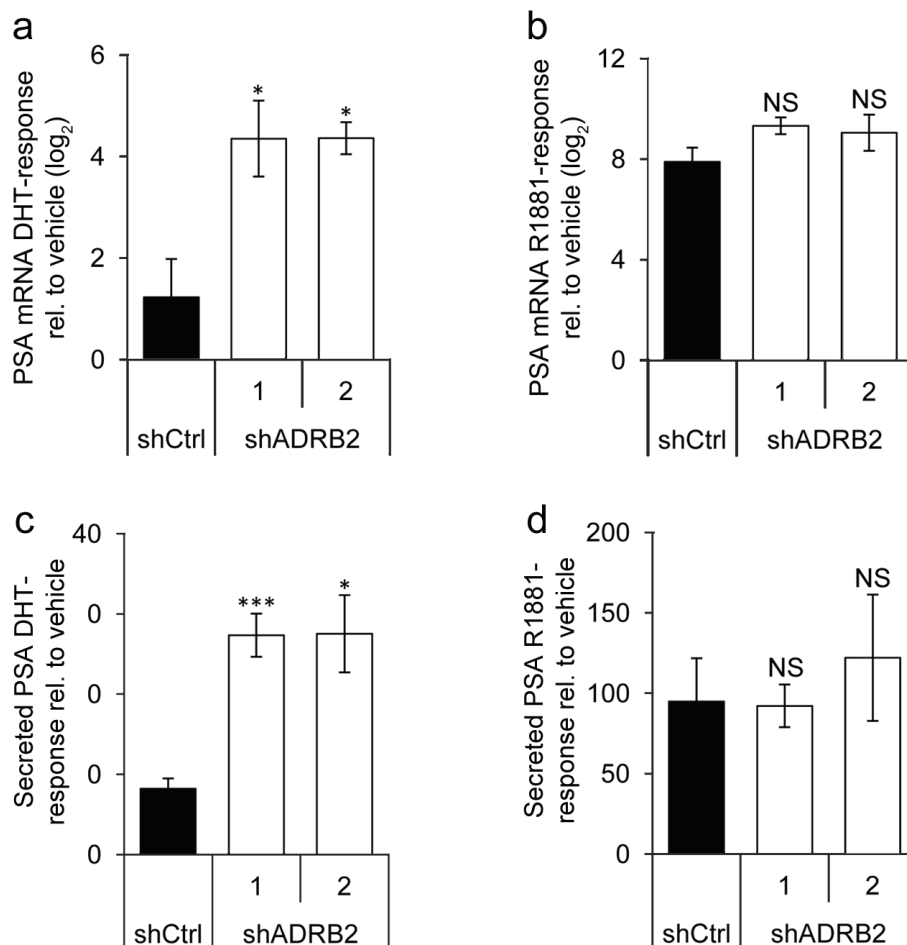 a
PSA mRNA DHT-response
rel. to vehicle (log2)
6
4
2
0
*
*
1
2
shCtrl
shADRB2
b
PSA mRNA R1881-response
rel. to vehicle (log2)
12
8
4
0
NS
NS
1
2
shCtrl
shADRB2
c
Secreted PSA DHT-
response rel. to vehicle
40
0
0
0
0
***
*
1
2
shCtrl
shADRB2
d
Secreted PSA R1881-
response rel. to vehicle
200
150
100
50
0
NS
NS
1
2
shCtrl
shADRB2